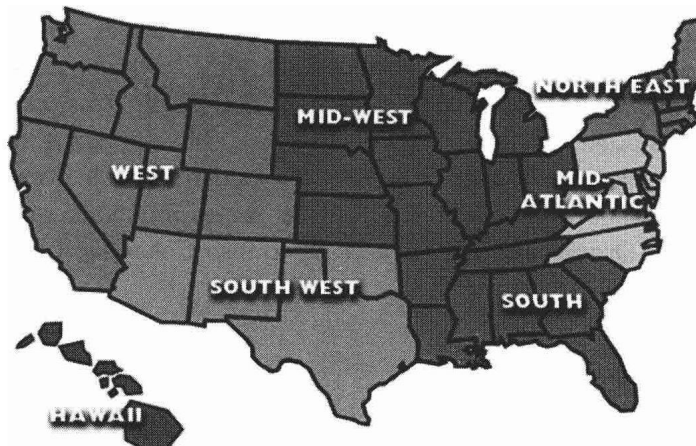 NORTH EAST
MID-WEST
WEST
MID-
ATLANTIC
SOUTH WEST
SOUTH
HAWAII